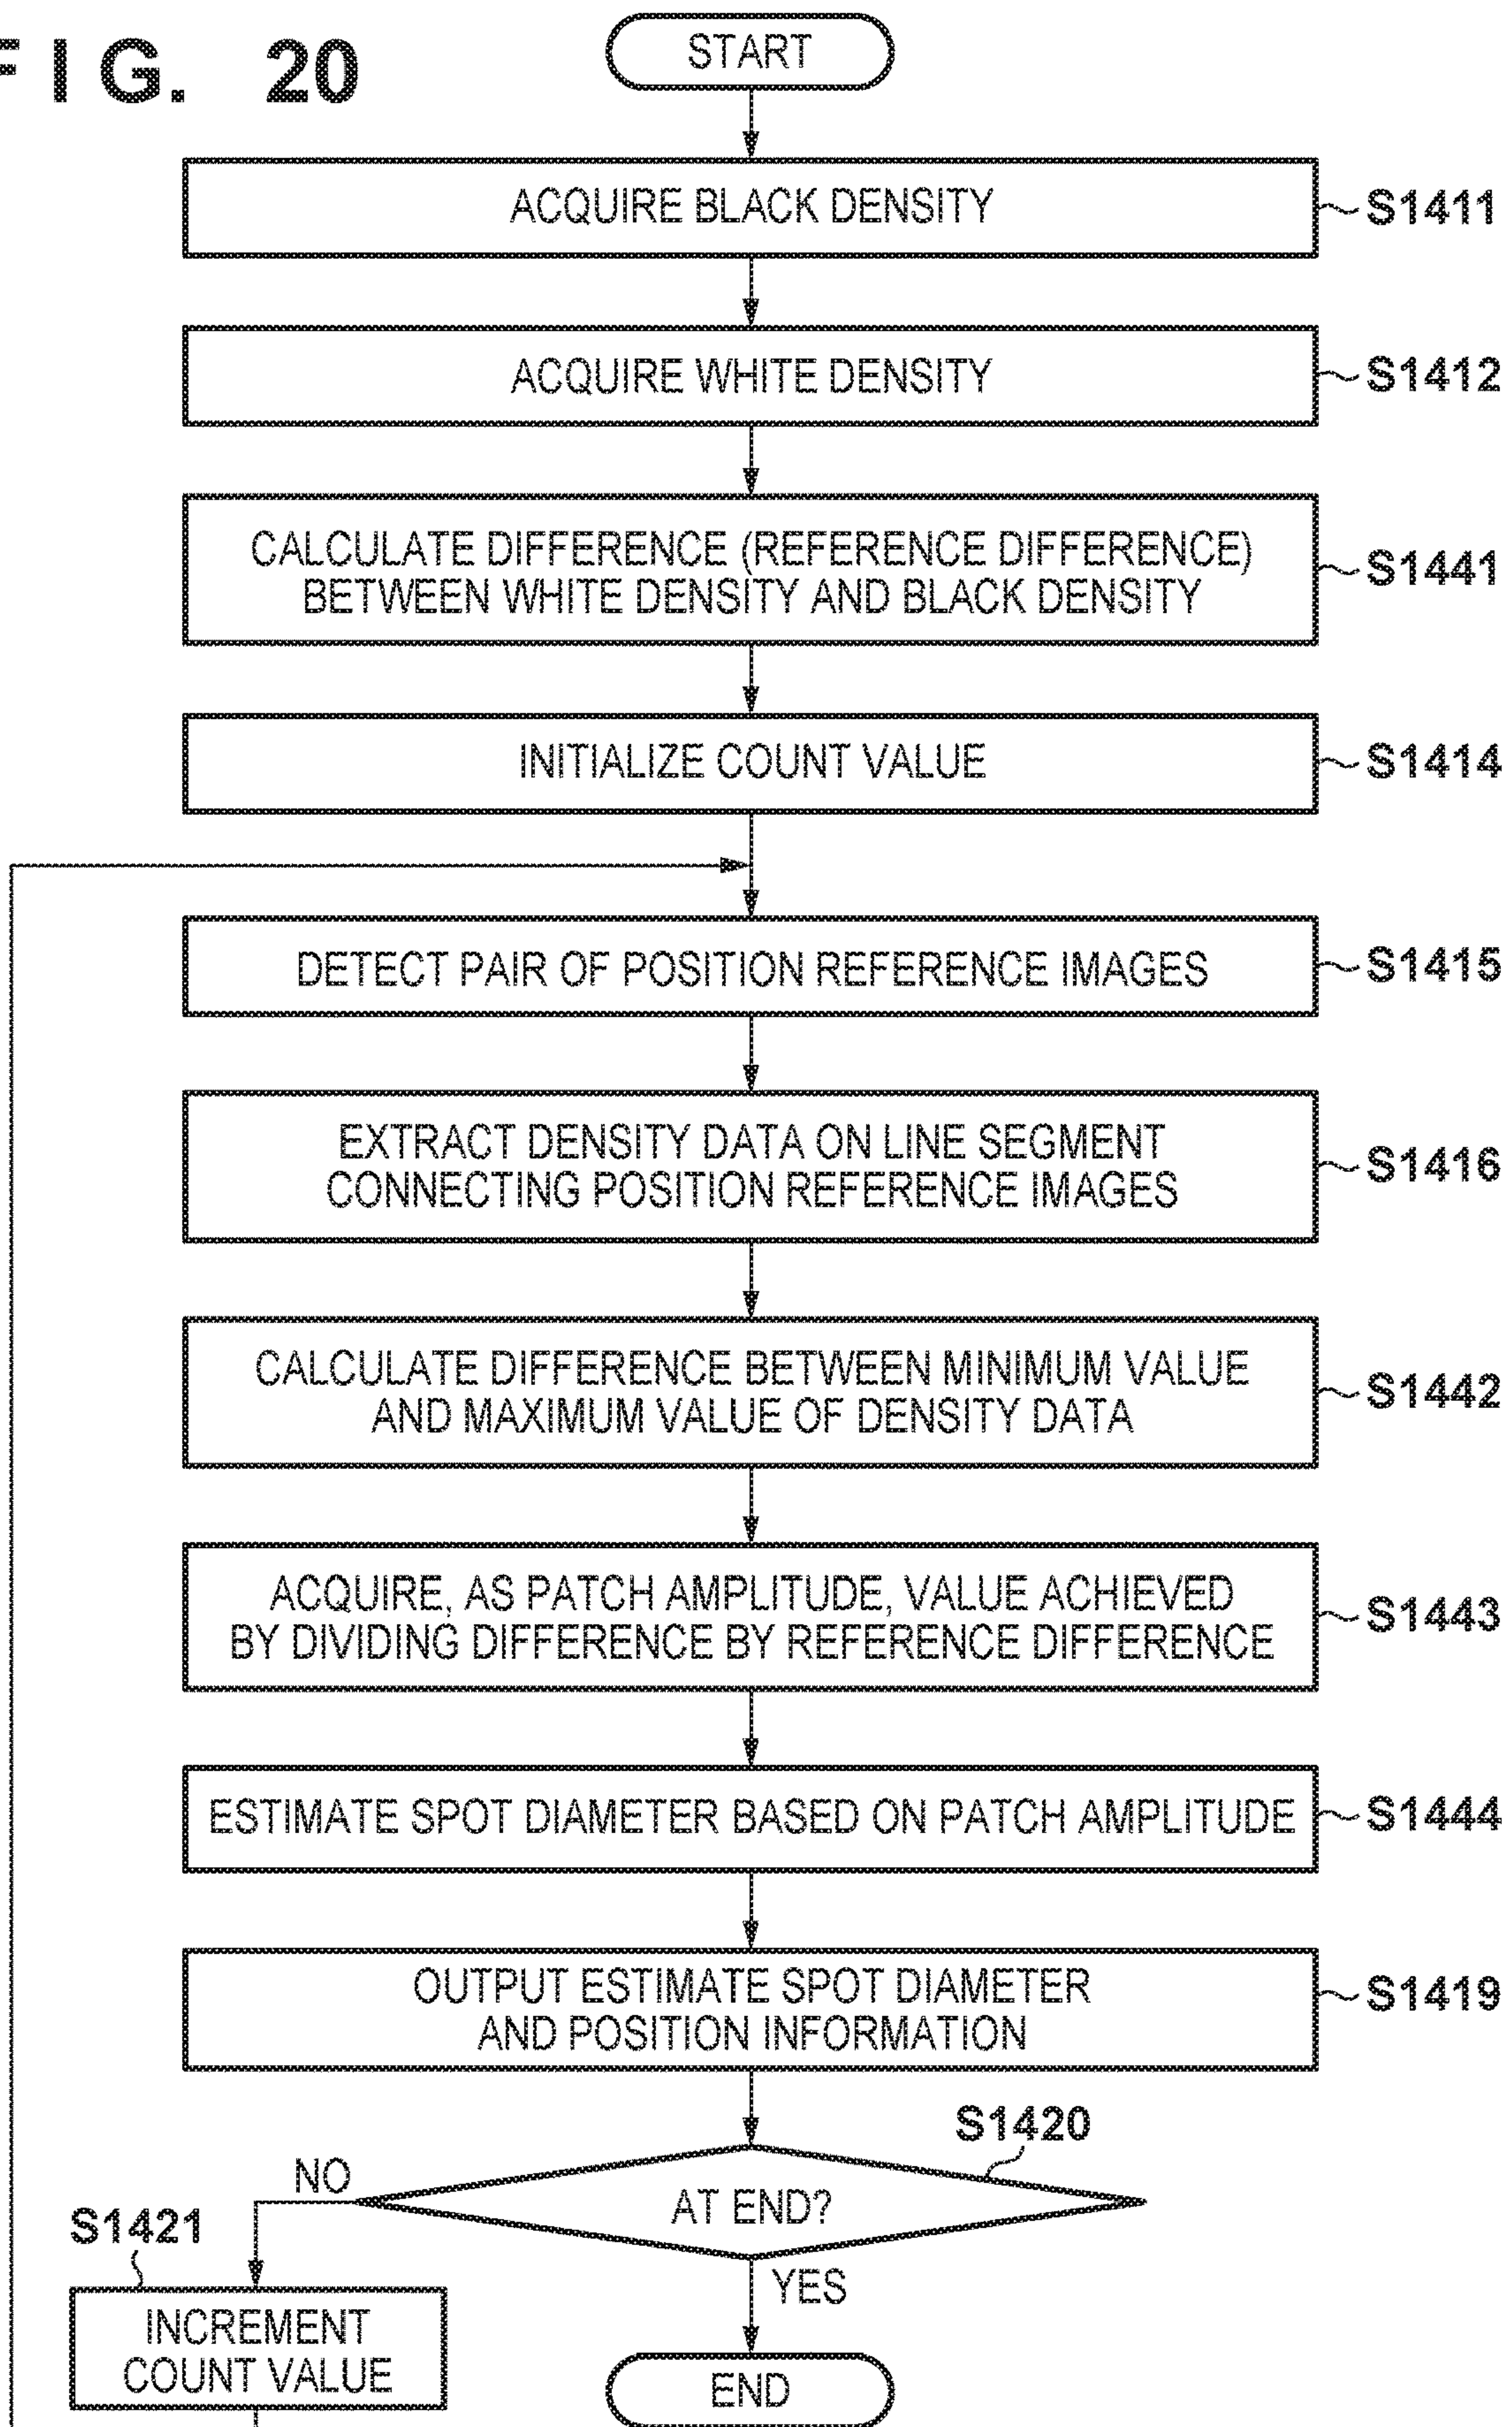 FIG. 20
START
ACQUIRE BLACK DENSITY
S1411
ACQUIRE WHITE DENSITY
S1412
CALCULATE DIFFERENCE (REFERENCE DIFFERENCE)
BETWEEN WHITE DENSITY AND BLACK DENSITY
S1441
INITIALIZE COUNT VALUE
S1414
DETECT PAIR OF POSITION REFERENCE IMAGES
S1415
EXTRACT DENSITY DATA ON LINE SEGMENT
CONNECTING POSITION REFERENCE IMAGES
S1416
CALCULATE DIFFERENCE BETWEEN MINIMUM VALUE
AND MAXIMUM VALUE OF DENSITY DATA
S1442
ACQUIRE, AS PATCH AMPLITUDE, VALUE ACHIEVED
BY DIVIDING DIFFERENCE BY REFERENCE DIFFERENCE
S1443
ESTIMATE SPOT DIAMETER BASED ON PATCH AMPLITUDE
S1444
OUTPUT ESTIMATE SPOT DIAMETER
AND POSITION INFORMATION
S1419
S1420
NO
AT END?
S1421
YES
INCREMENT
COUNT VALUE
END